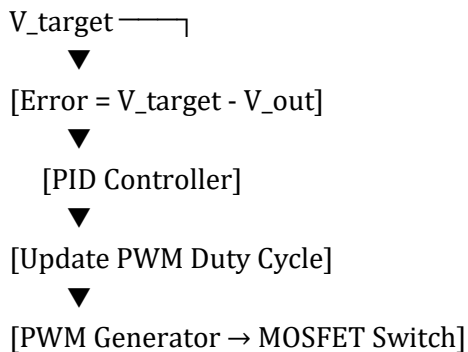 V_target ───┐
▼
[Error = V_target - V_out]
▼
[PID Controller]
▼
[Update PWM Duty Cycle]
▼
[PWM Generator → MOSFET Switch]